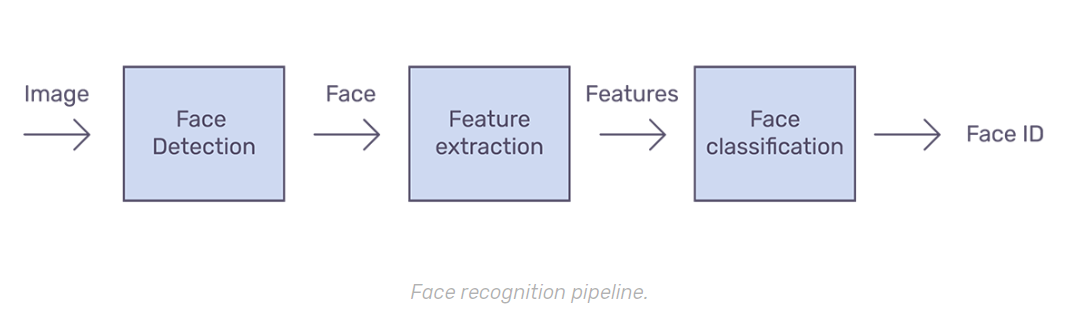 Image
Face
Detection
Face
Feature
extraction
Features
Face
classification
Face ID
Face recognition pipeline.